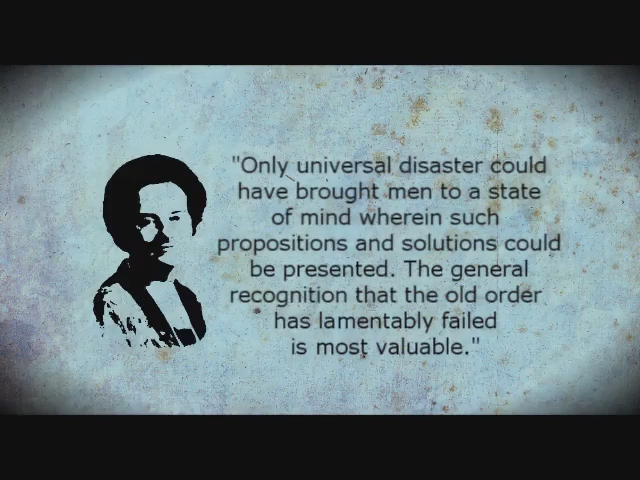 "Only universal disaster could
have brought men to a state
of mind wherein such
propositions and solutions could
be presented. The general
recognition that the old order
has lamentably failed
is most valuable."